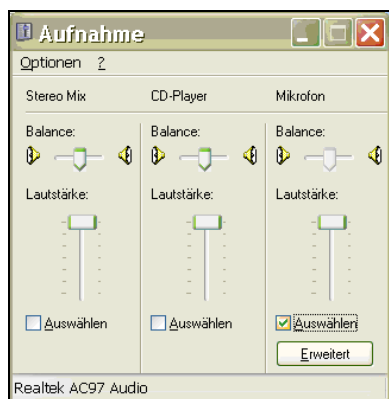 Aufnahme
Optionen ?
Stereo Mix CD-Player Mikrofon
Balance: Balance: Balance:
Lautstärke: Lautstärke: Lautstärke:
Auswählen Auswählen Auswählen
Erweitert
Realtek AC97 Audio